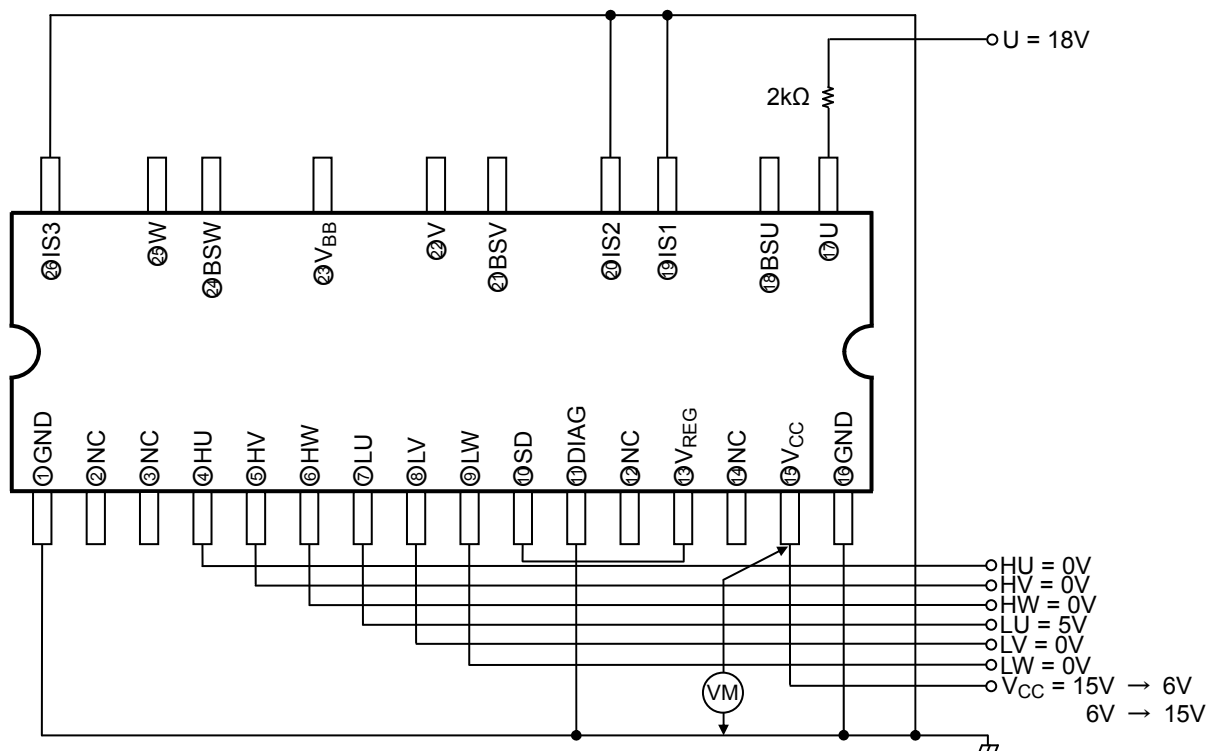 U = 18V
2kΩ
㉖IS3
㉕W
㉔BSW
㉓VBB
㉒V
㉑BSV
⑳IS2
⑲IS1
⑱BSU
⑰U
①GND
②NC
③NC
④HU
⑤HV
⑥HW
⑦LU
⑧LV
⑨LW
⑩SD
⑪DIAG
⑫NC
⑬VREG
⑭NC
⑮VCC
⑯GND
HU = 0V
HV = 0V
HW = 0V
LU = 5V
LV = 0V
LW = 0V
VM
VCC = 15V → 6V
6V → 15V